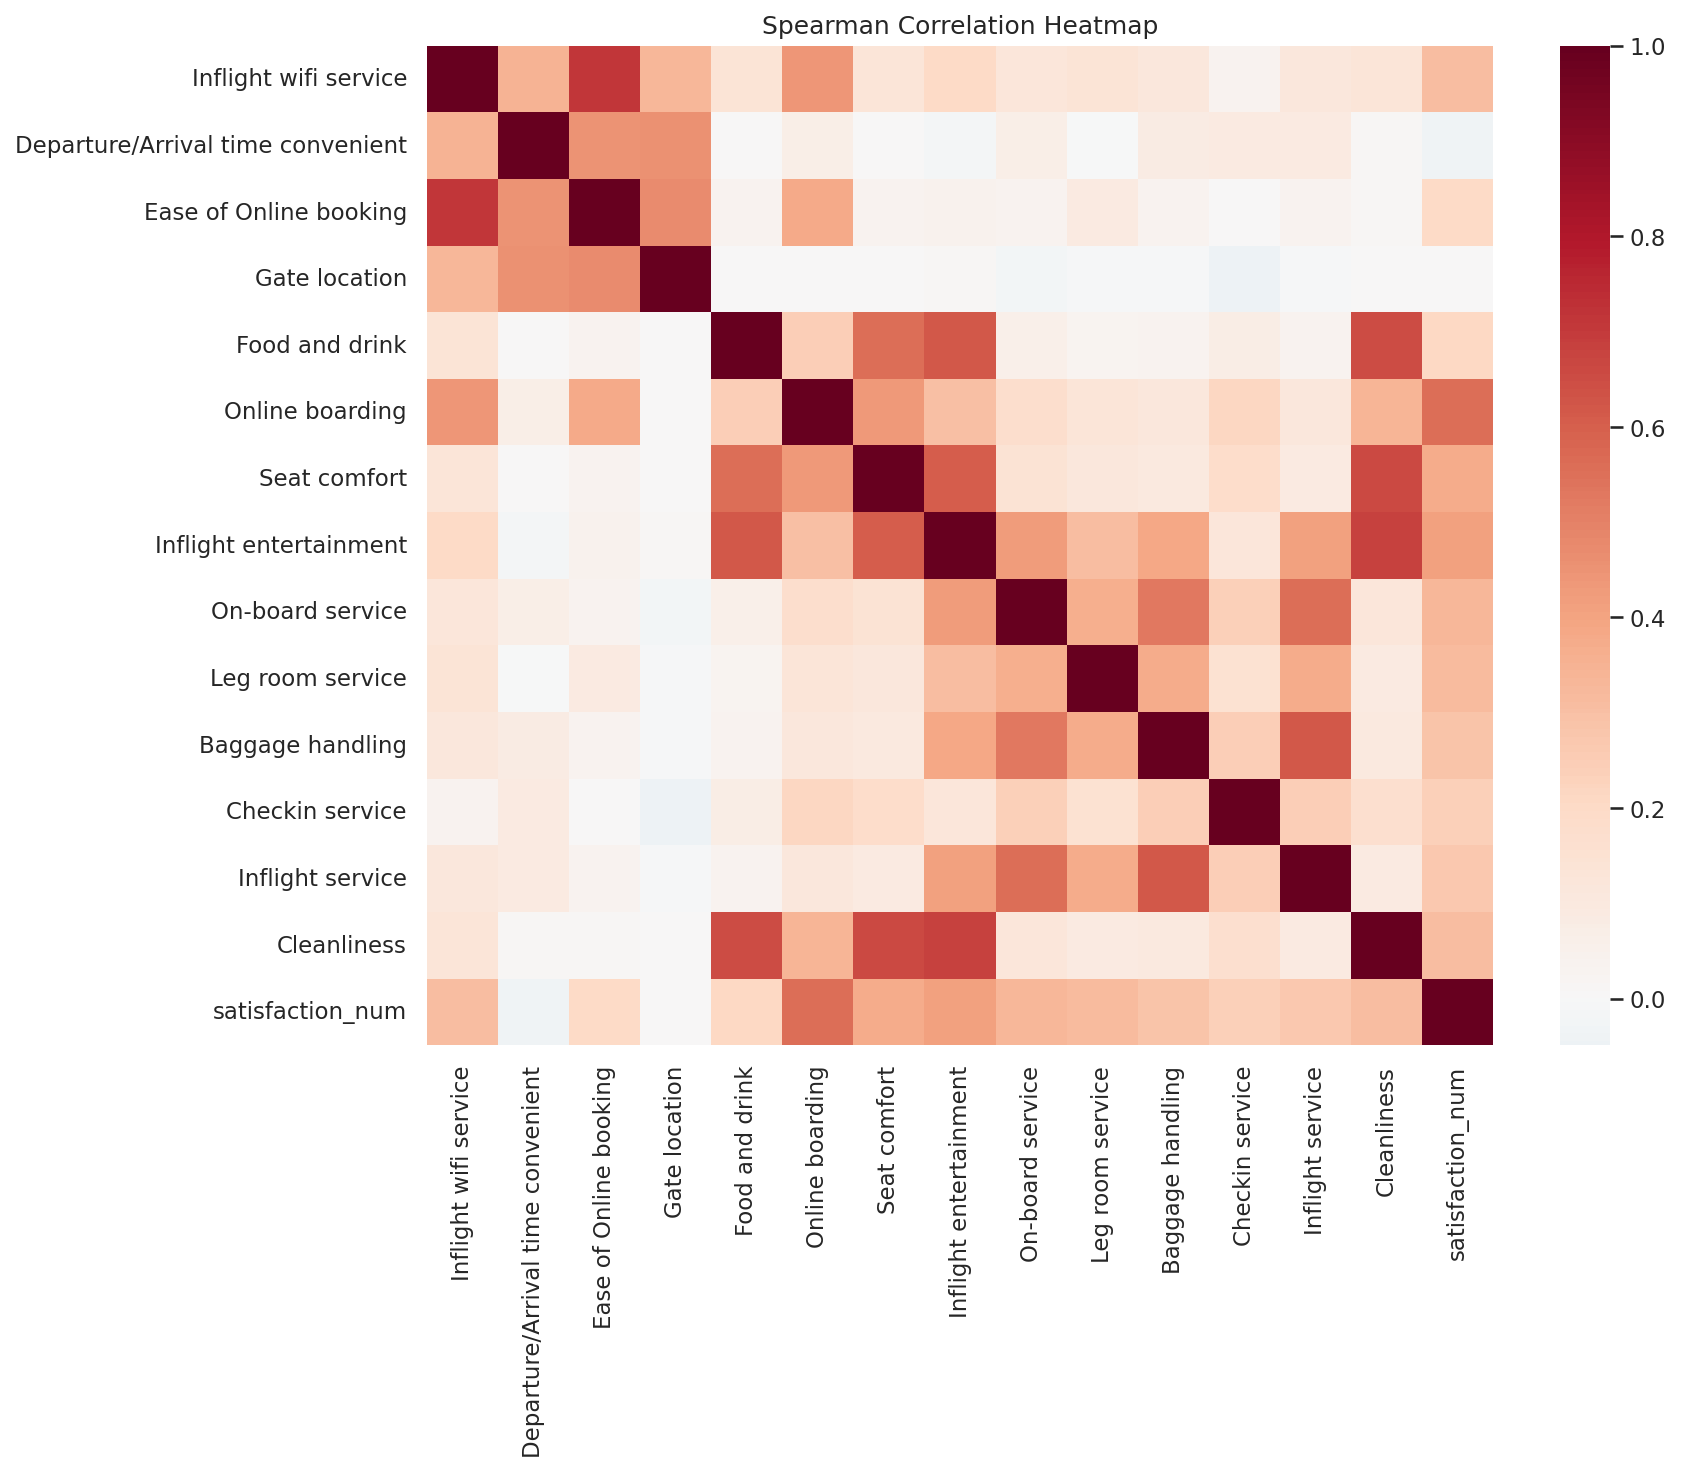 Spearman Correlation Heatmap
Inflight wifi service
Departure/Arrival time convenient
Ease of Online booking
Gate location
Food and drink
Online boarding
Seat comfort
Inflight entertainment
On-board service
Leg room service
Baggage handling
Checkin service
Inflight service
Cleanliness
satisfaction_num
Inflight wifi service
Departure/Arrival time convenient
Ease of Online booking
Gate location
Food and drink
Online boarding
Seat comfort
Inflight entertainment
On-board service
Leg room service
Baggage handling
Checkin service
Inflight service
Cleanliness
satisfaction_num
1.0
0.8
0.6
0.4
0.2
0.0